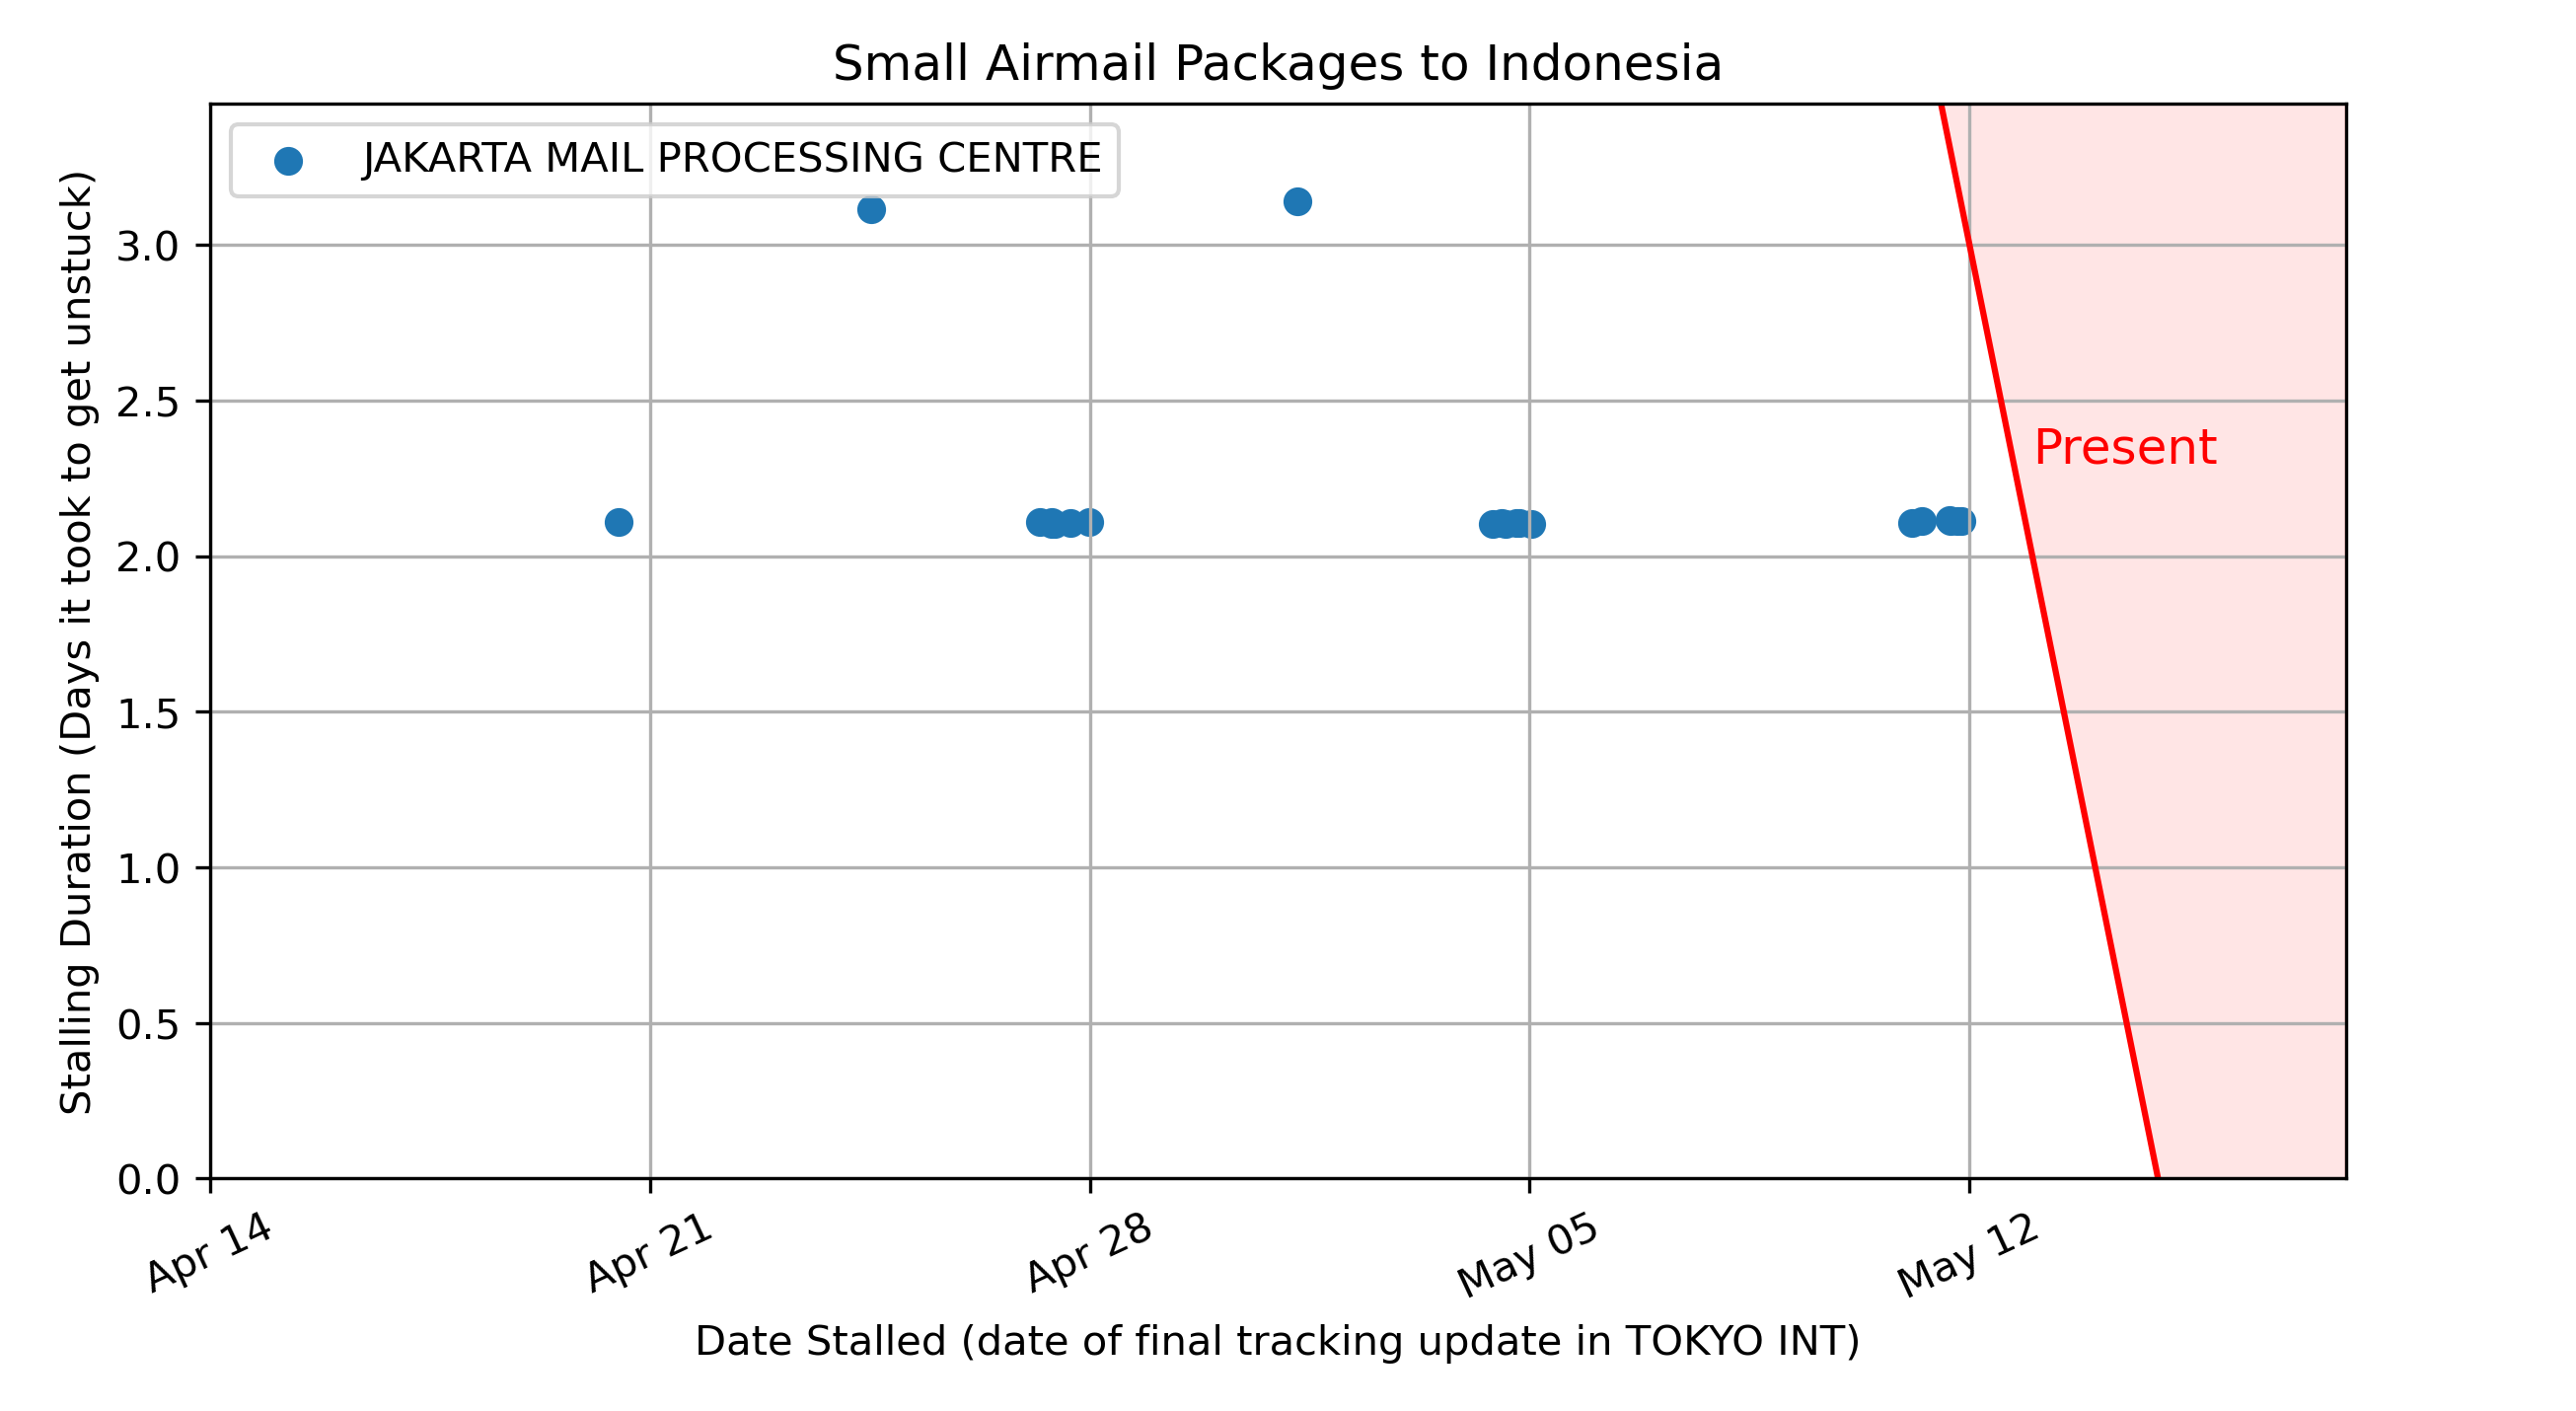 Small Airmail Packages to Indonesia
JAKARTA MAIL PROCESSING CENTRE
Stalling Duration (Days it took to get unstuck)
3.0
2.5
2.0
1.5
1.0
0.5
0.0
Present
Apr 14
Apr 21
Apr 28
May 05
May 12
Date Stalled (date of final tracking update in TOKYO INT)